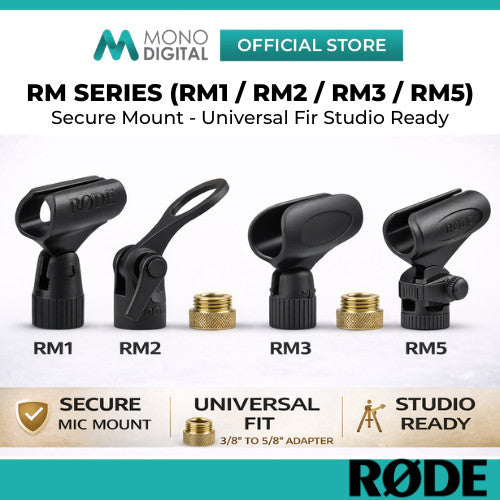 MONO
DIGITAL
OFFICIAL STORE
RM SERIES (RM1 / RM2 / RM3 / RM5)
Secure Mount - Universal Fir Studio Ready
RØDE
RØDE
RM1
RM2
RM3
RM5
SECURE
MIC MOUNT
UNIVERSAL
FIT
3/8" TO 5/8" ADAPTER
STUDIO
READY
RØDE